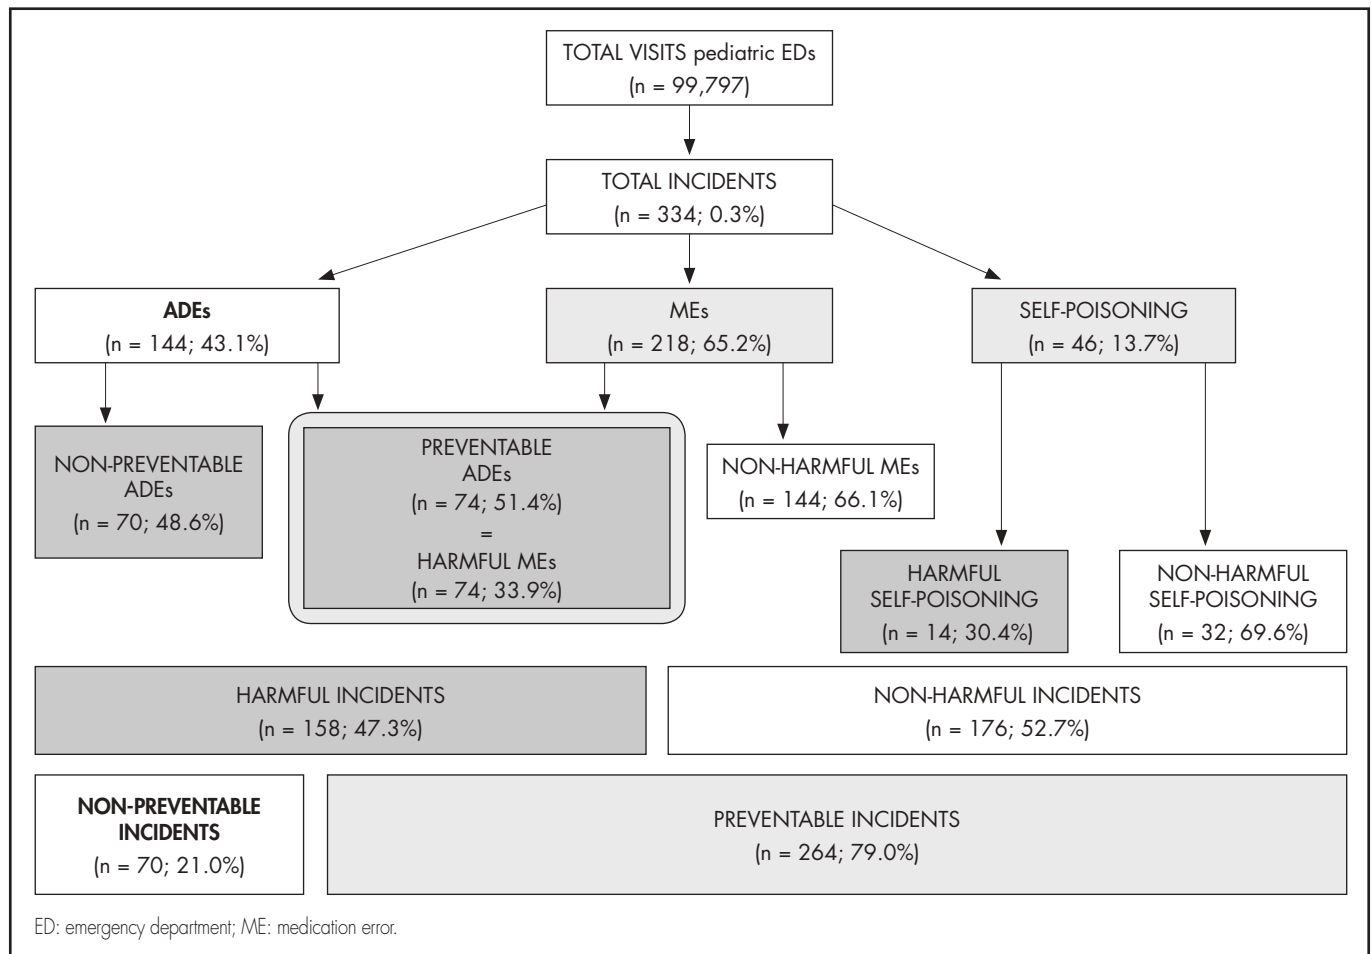 TOTAL VISITS pediatric EDs
(n = 99,797)
TOTAL INCIDENTS
(n = 334; 0.3%)
ADEs
(n = 144; 43.1%)
MEs
(n = 218; 65.2%)
SELF-POISONING
(n = 46; 13.7%)
NON-PREVENTABLE
ADEs
(n = 70; 48.6%)
PREVENTABLE
ADEs
(n = 74; 51.4%)
=
HARMFUL MEs
(n = 74; 33.9%)
NON-HARMFUL MEs
(n = 144; 66.1%)
HARMFUL
SELF-POISONING
(n = 14; 30.4%)
NON-HARMFUL
SELF-POISONING
(n = 32; 69.6%)
HARMFUL INCIDENTS
(n = 158; 47.3%)
NON-HARMFUL INCIDENTS
(n = 176; 52.7%)
NON-PREVENTABLE
INCIDENTS
(n = 70; 21.0%)
PREVENTABLE INCIDENTS
(n = 264; 79.0%)
ED: emergency department; ME: medication error.